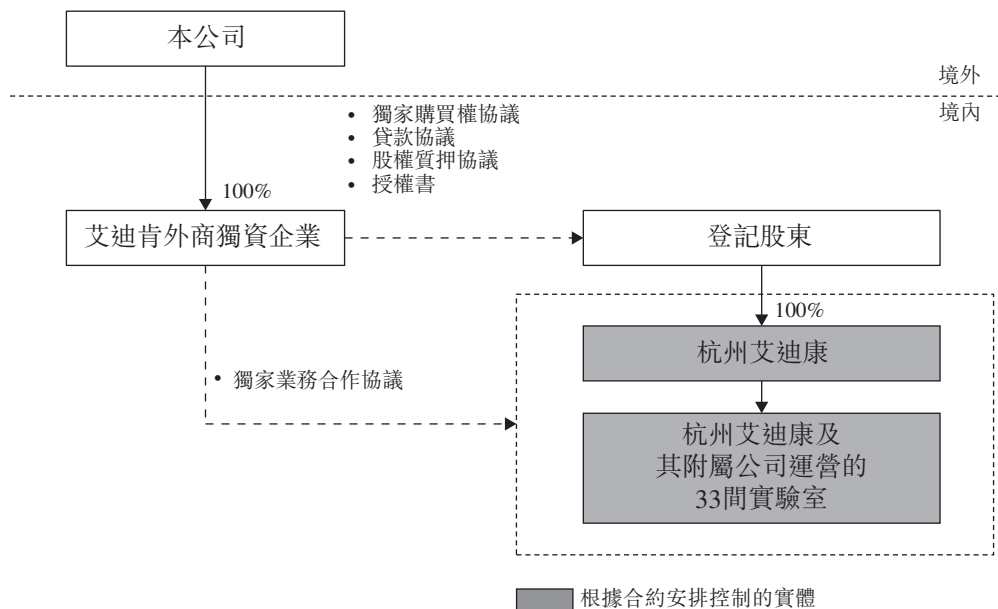 本公司
境外
境內
• 獨家購買權協議
• 貸款協議
• 股權質押協議
• 授權書
100%
艾迪肯外商獨資企業
登記股東
100%
杭州艾迪康
• 獨家業務合作協議
杭州艾迪康及
其附屬公司運營的
33間實驗室
根據合約安排控制的實體